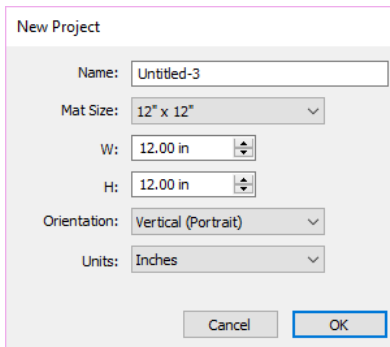 New Project
Name: Untitled-3
Mat Size: 12" x 12"
W: 12.00 in
H: 12.00 in
Orientation: Vertical (Portrait)
Units: Inches
Cancel OK